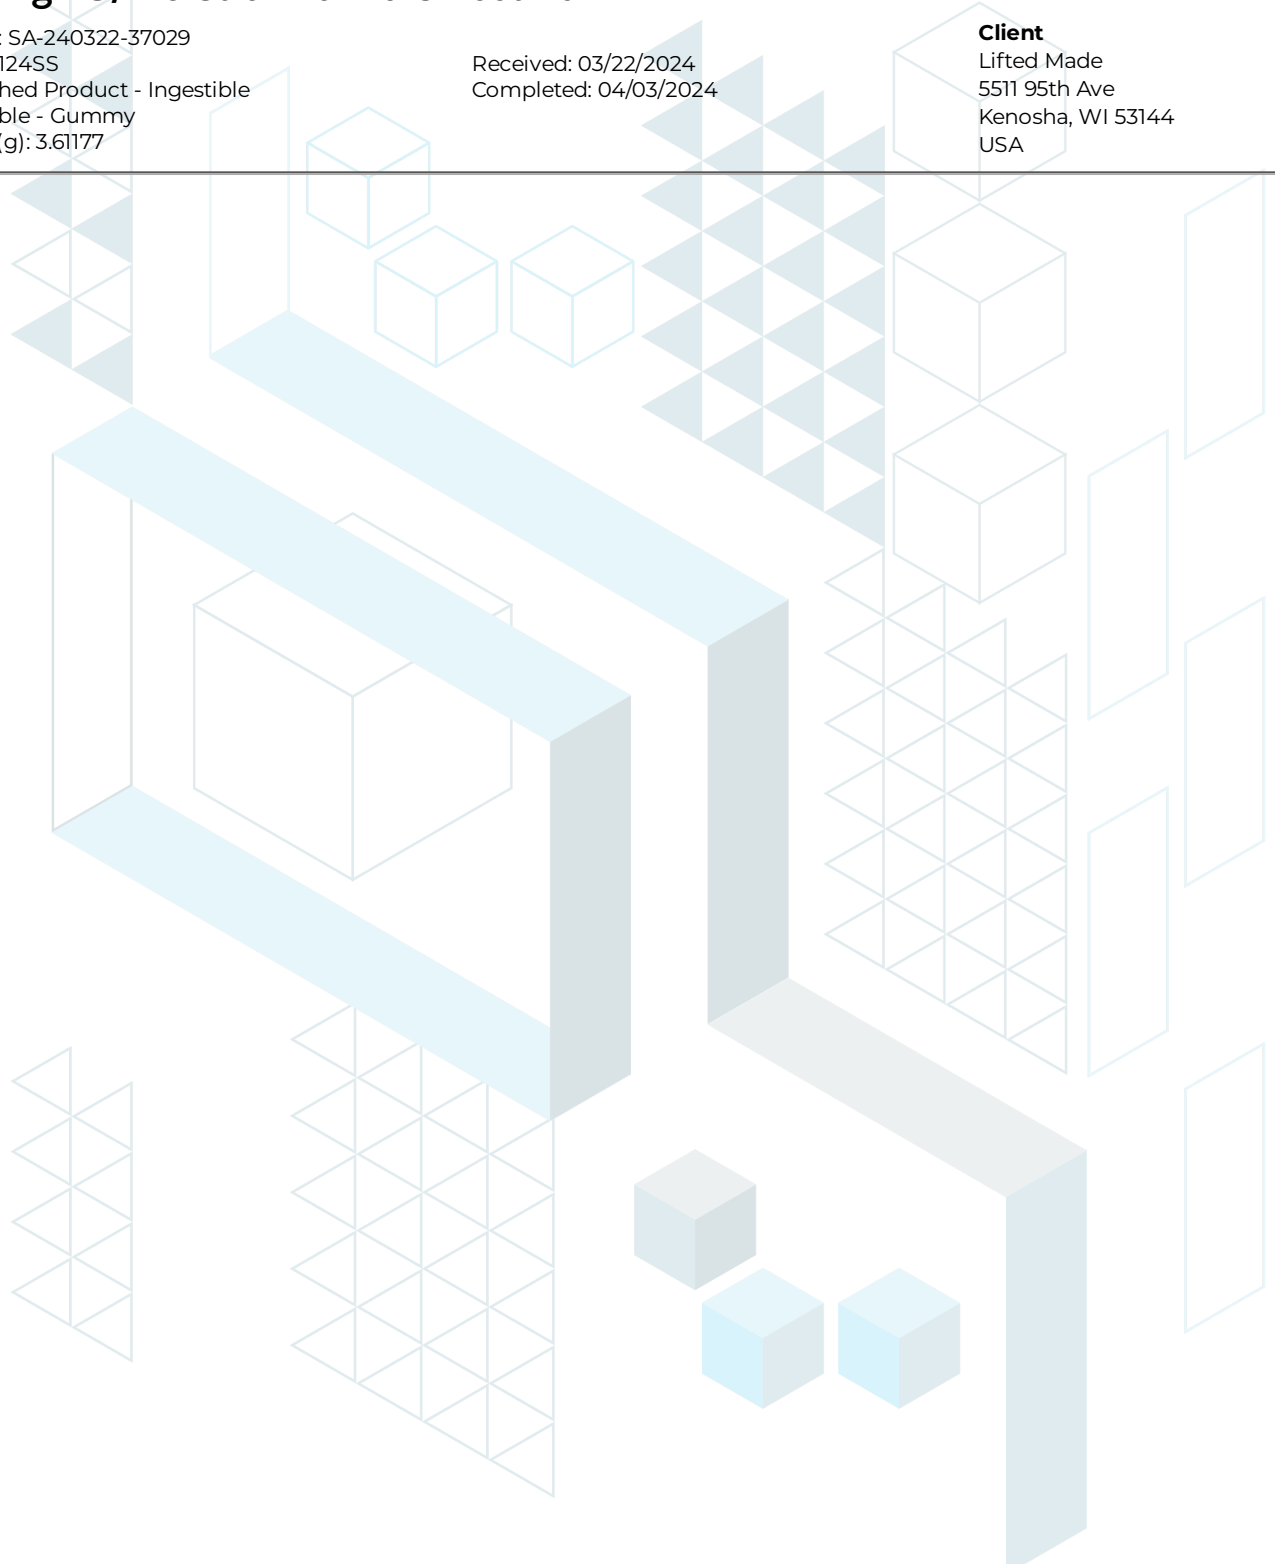 : SA-240322-37029
124SS
hed Product - Ingestible
ble - Gummy
(g): 3.61177
Received: 03/22/2024
Completed: 04/03/2024
Client
Lifted Made
5511 95th Ave
Kenosha, WI 53144
USA